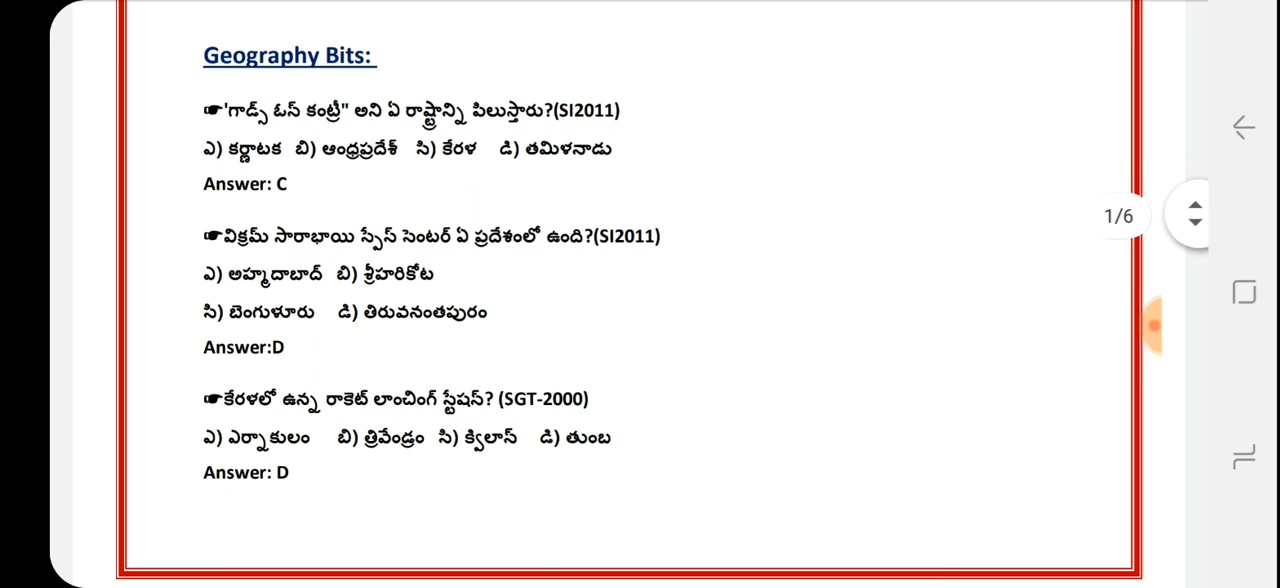 Geography Bits:
☛'గాడ్స్ ఓన్ కంట్రీ" అని ఏ రాష్ట్రాన్ని పిలుస్తారు?(SI2011)
ఎ) కర్ణాటక బి) ఆంధ్రప్రదేశ్ సి) కేరళ డి) తమిళనాడు
Answer: C
☛విక్రమ్ సారాభాయి స్పేస్ సెంటర్ ఏ ప్రదేశంలో ఉంది?(SI2011)
ఎ) అహ్మదాబాద్ బి) శ్రీహరికోట
సి) బెంగుళూరు డి) తిరువనంతపురం
Answer:D
☛కేరళలో ఉన్న రాకెట్ లాంచింగ్ స్టేషన్? (SGT-2000)
ఎ) ఎర్నాకులం బి) త్రివేండ్రం సి) క్విలాన్ డి) తుంబ
Answer: D
1/6